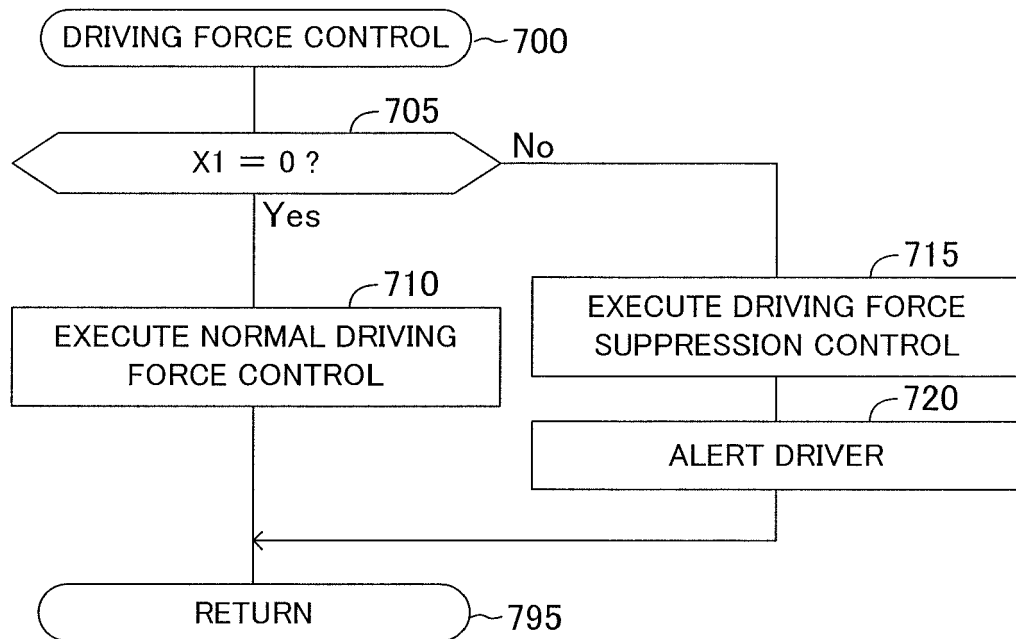 DRIVING FORCE CONTROL
700
705
X1 = 0 ?
No
Yes
710
EXECUTE NORMAL DRIVING
FORCE CONTROL
715
EXECUTE DRIVING FORCE
SUPPRESSION CONTROL
720
ALERT DRIVER
RETURN
795